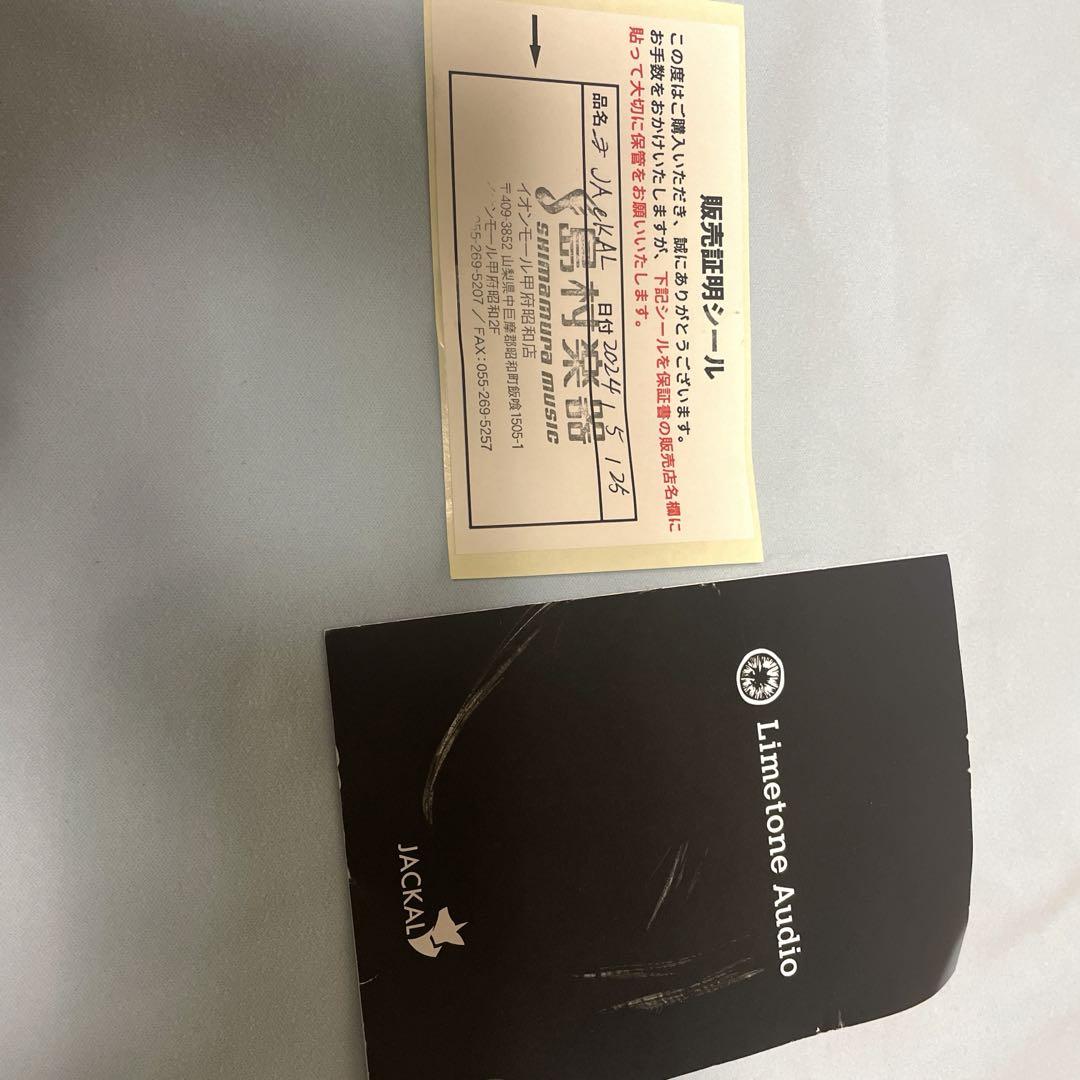 販売証明シール
この度はご購入いただき、誠にありがとうございます。
お手数をおかけいたしますが、下記シールを保証書の販売店名欄に
貼って大切に保管をお願いいたします。
品名 JACKAL 日付 2024 / 5 / 25
島村楽器
SHIMAMURA MUSIC
イオンモール甲府昭和店
〒409-3852 山梨県中巨摩郡昭和町飯喰1505-1
ンモール甲府昭和2F
55-269-5207 / FAX:055-269-5257
Limetone Audio
JACKAL